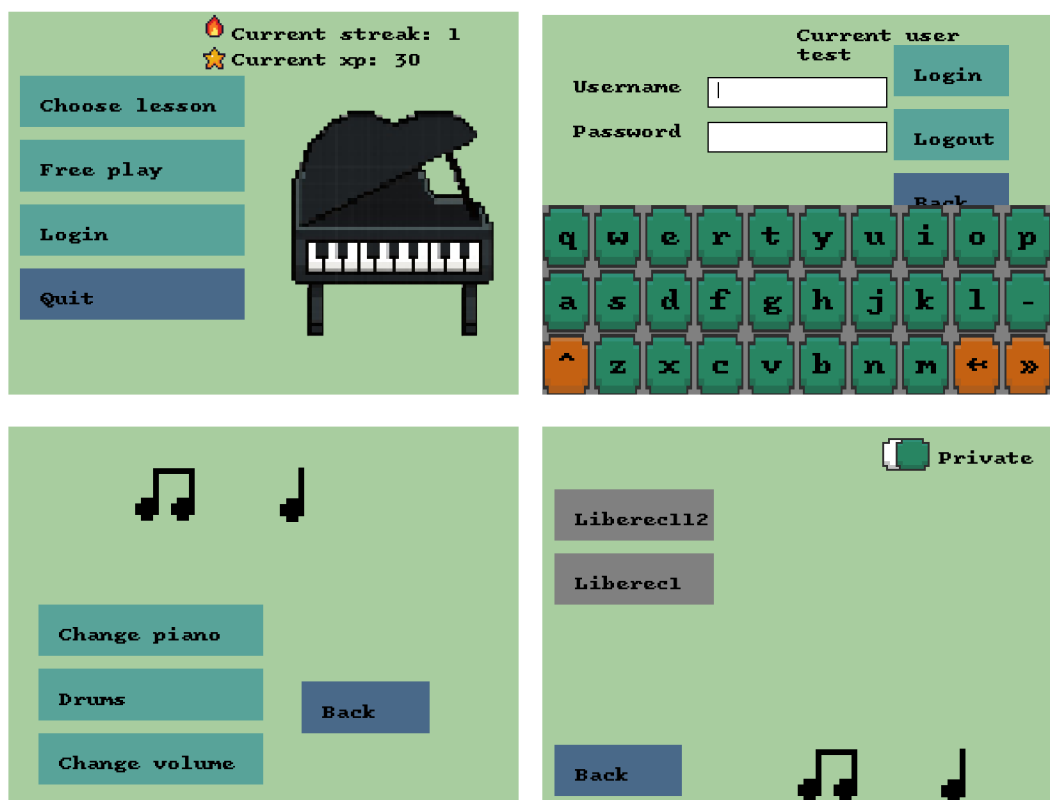 Current streak: 1
Current xp: 30
Choose lesson
Free play
Login
Quit
Current user
test
Username
Password
Login
Logout
Back
q w e r t y u i o p
a s d f g h j k l -
^ z x c v b n m « »
Change piano
Drums
Change volume
Back
Private
Liberec112
Liberec1
Back